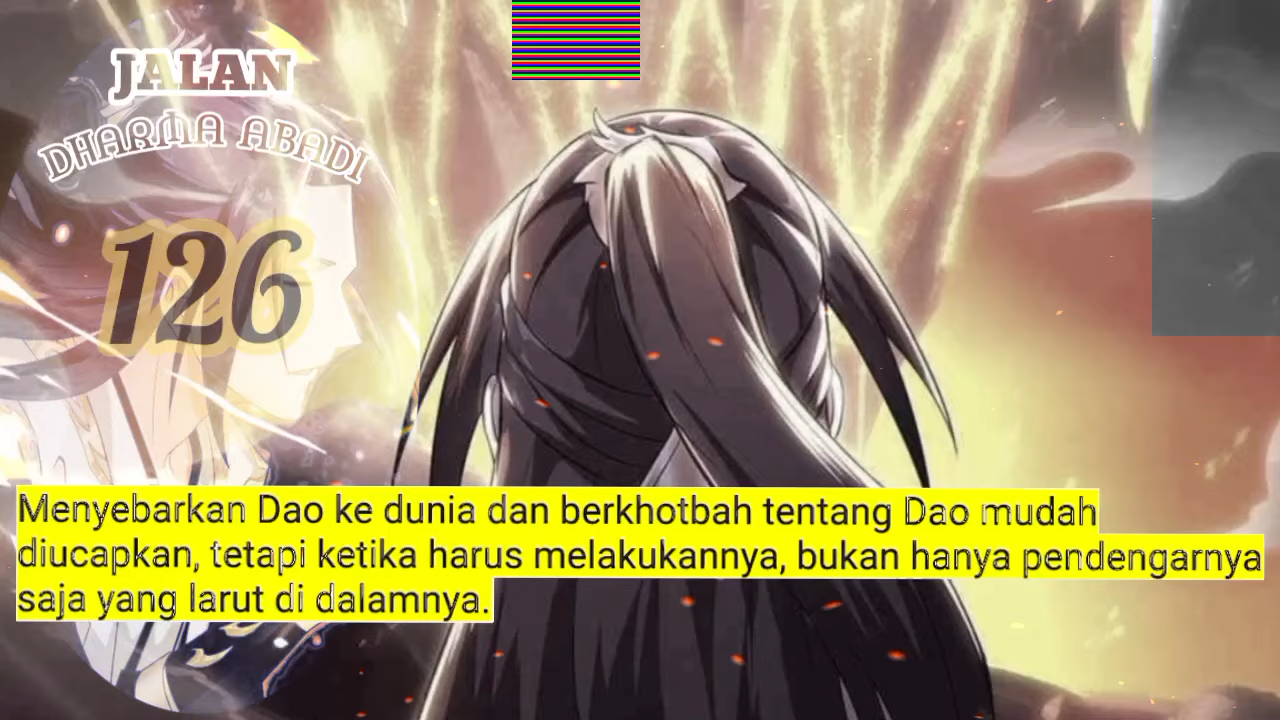 JALAN
DHARMA ABADI
126
Menyebarkan Dao ke dunia dan berkhotbah tentang Dao mudah
diucapkan, tetapi ketika harus melakukannya, bukan hanya pendengarnya
saja yang larut di dalamnya.